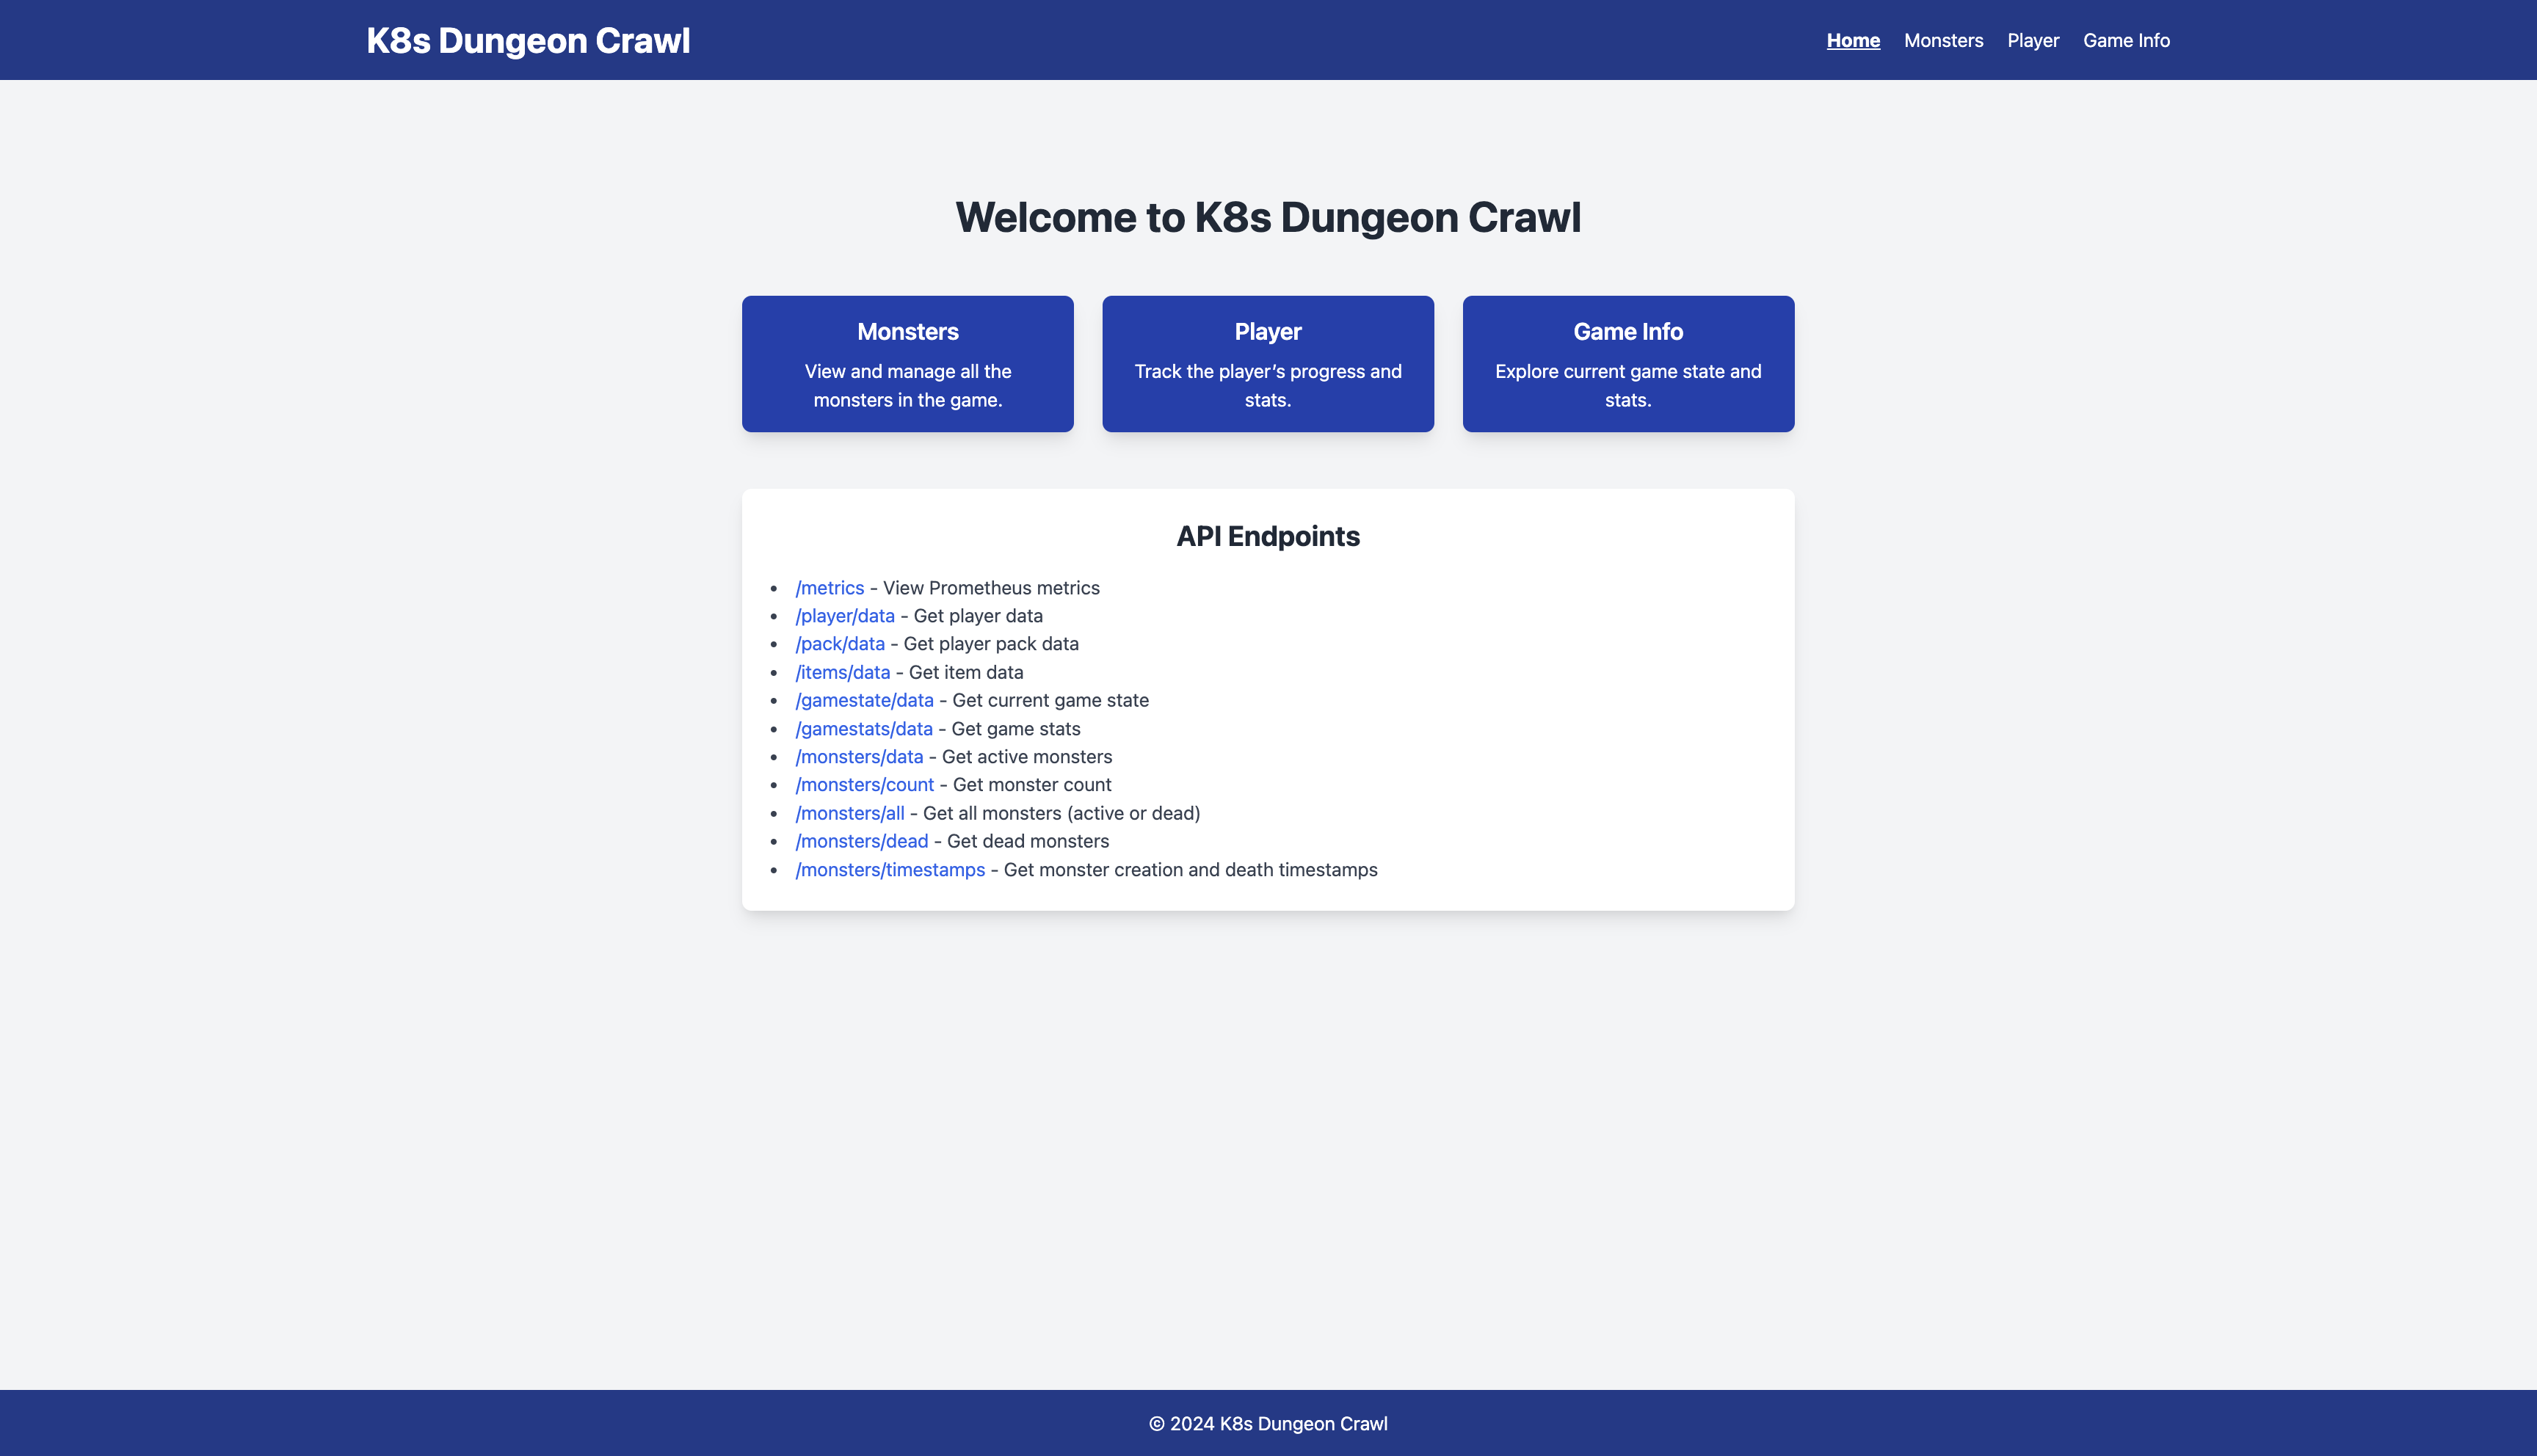 K8s Dungeon Crawl
Home Monsters Player Game Info
Welcome to K8s Dungeon Crawl
Monsters
View and manage all the
monsters in the game.
Player
Track the player’s progress and
stats.
Game Info
Explore current game state and
stats.
API Endpoints
• /metrics - View Prometheus metrics
• /player/data - Get player data
• /pack/data - Get player pack data
• /items/data - Get item data
• /gamestate/data - Get current game state
• /gamestats/data - Get game stats
• /monsters/data - Get active monsters
• /monsters/count - Get monster count
• /monsters/all - Get all monsters (active or dead)
• /monsters/dead - Get dead monsters
• /monsters/timestamps - Get monster creation and death timestamps
© 2024 K8s Dungeon Crawl